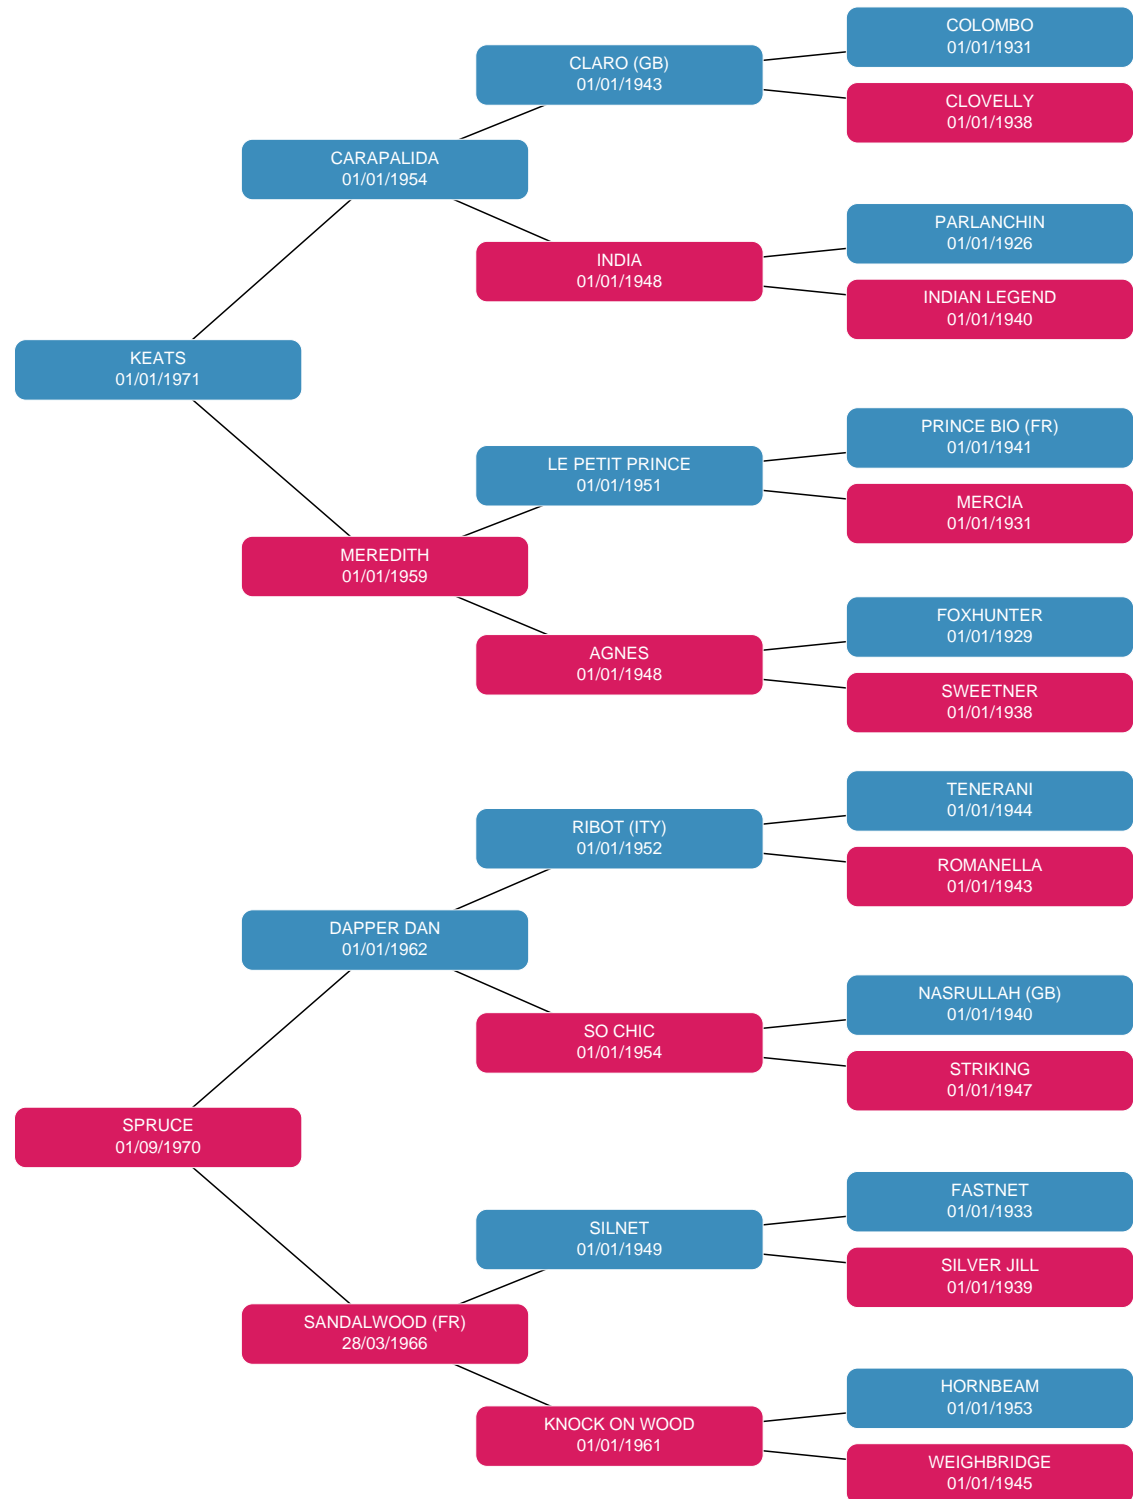 COLOMBO
01/01/1931
CLARO (GB)
01/01/1943
CLOVELLY
01/01/1938
CARAPALIDA
01/01/1954
PARLANCHIN
01/01/1926
INDIA
01/01/1948
INDIAN LEGEND
01/01/1940
KEATS
01/01/1971
PRINCE BIO (FR)
01/01/1941
LE PETIT PRINCE
01/01/1951
MERCIA
01/01/1931
MEREDITH
01/01/1959
FOXHUNTER
01/01/1929
AGNES
01/01/1948
SWEETNER
01/01/1938
TENERANI
01/01/1944
RIBOT (ITY)
01/01/1952
ROMANELLA
01/01/1943
DAPPER DAN
01/01/1962
NASRULLAH (GB)
01/01/1940
SO CHIC
01/01/1954
STRIKING
01/01/1947
SPRUCE
01/09/1970
FASTNET
01/01/1933
SILNET
01/01/1949
SILVER JILL
01/01/1939
SANDALWOOD (FR)
28/03/1966
HORNBEAM
01/01/1953
KNOCK ON WOOD
01/01/1961
WEIGHBRIDGE
01/01/1945